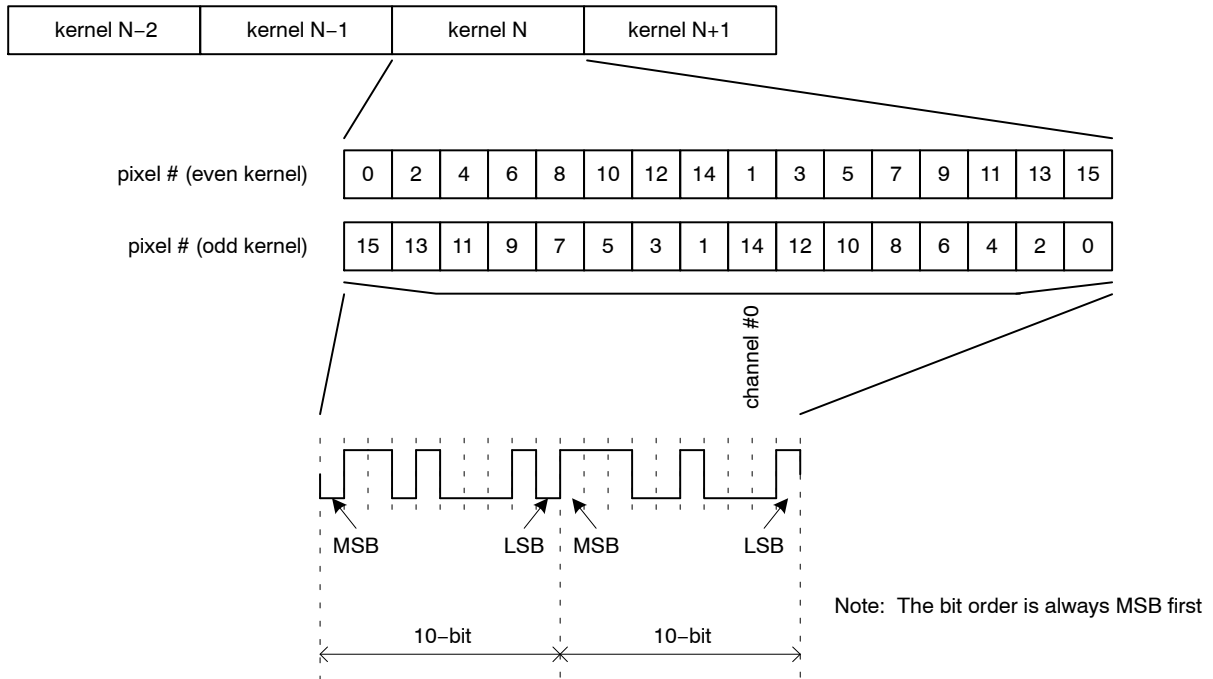 kernel N−2 kernel N−1 kernel N kernel N+1
pixel # (even kernel) 0 2 4 6 8 10 12 14 1 3 5 7 9 11 13 15
pixel # (odd kernel) 15 13 11 9 7 5 3 1 14 12 10 8 6 4 2 0
channel #0
MSB LSB MSB LSB
Note: The bit order is always MSB first
10−bit 10−bit